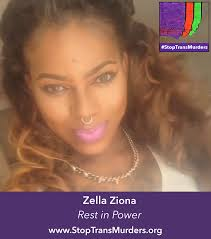 #StopTransMurders
Zella Ziona
Rest in Power
www.StopTransMurders.org